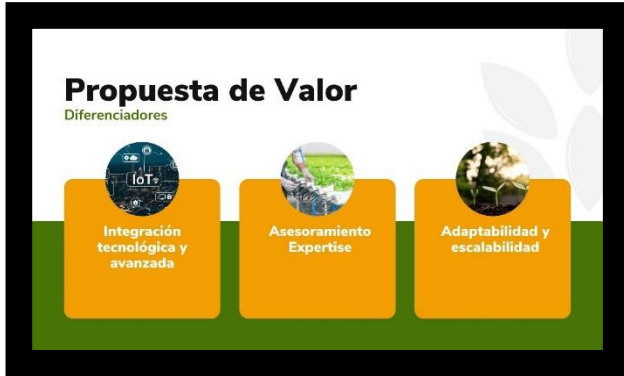 Propuesta de Valor
Diferenciadores
IoT
Integración
tecnológica y
avanzada
Asesoramiento
Expertise
Adaptabilidad y
escalabilidad